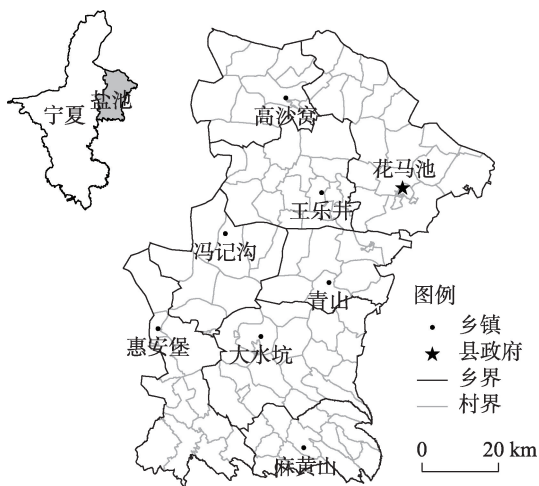 盐池
宁夏
高沙窝
花马池
王乐井
冯记沟
青山
惠安堡
大水坑
麻黄山
图例
乡镇
县政府
乡界
村界
0 20 km